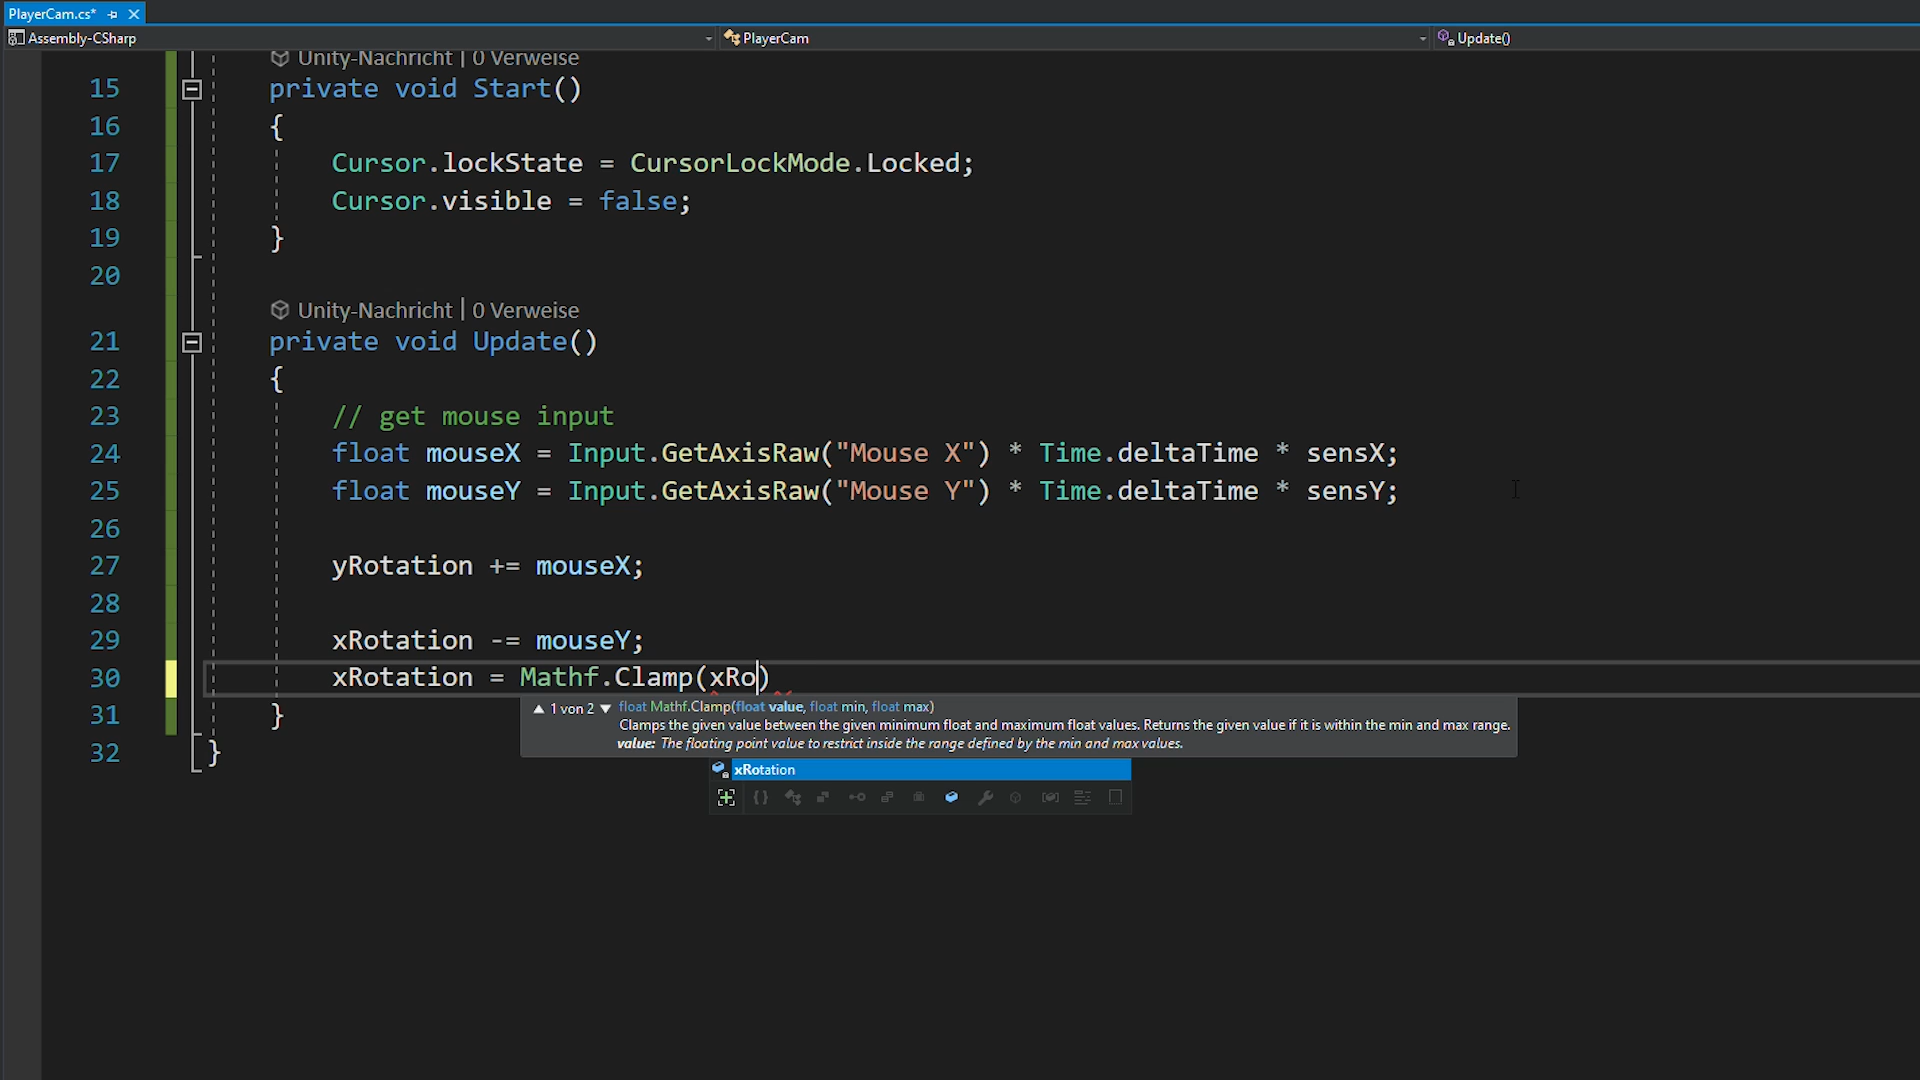 PlayerCam.cs*
Assembly-CSharp PlayerCam Update()
Unity-Nachricht | 0 Verweise
15 private void Start()
16 {
17 Cursor.lockState = CursorLockMode.Locked;
18 Cursor.visible = false;
19 }
20
Unity-Nachricht | 0 Verweise
21 private void Update()
22 {
23 // get mouse input
24 float mouseX = Input.GetAxisRaw("Mouse X") * Time.deltaTime * sensX;
25 float mouseY = Input.GetAxisRaw("Mouse Y") * Time.deltaTime * sensY;
26
27 yRotation += mouseX;
28
29 xRotation -= mouseY;
30 xRotation = Mathf.Clamp(xRo)
31 }
▲ 1 von 2 ▼ float Mathf.Clamp(float value, float min, float max)
Clamps the given value between the given minimum float and maximum float values. Returns the given value if it is within the min and max range.
value: The floating point value to restrict inside the range defined by the min and max values.
32 }
xRotation